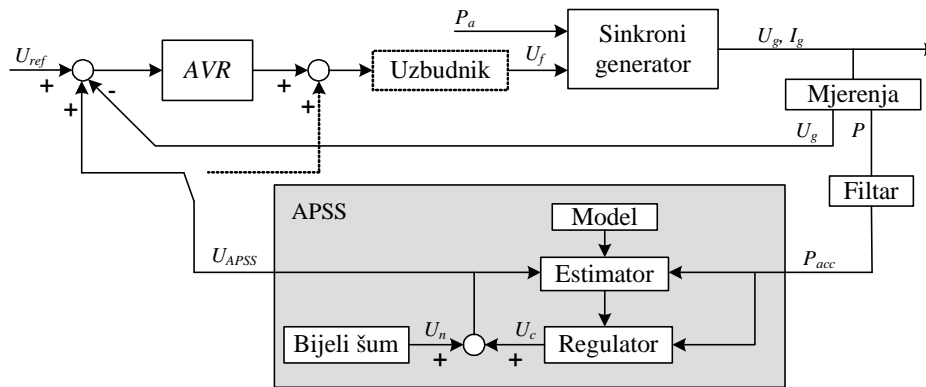 P_a
U_ref
+
+
-
AVR
+
+
Uzbudnik
U_f
Sinkroni
generator
U_g, I_g
Mjerenja
U_g
P
Filtar
APSS
Model
U_APSS
Estimator
P_acc
Bijeli šum
U_n
+
U_c
+
Regulator